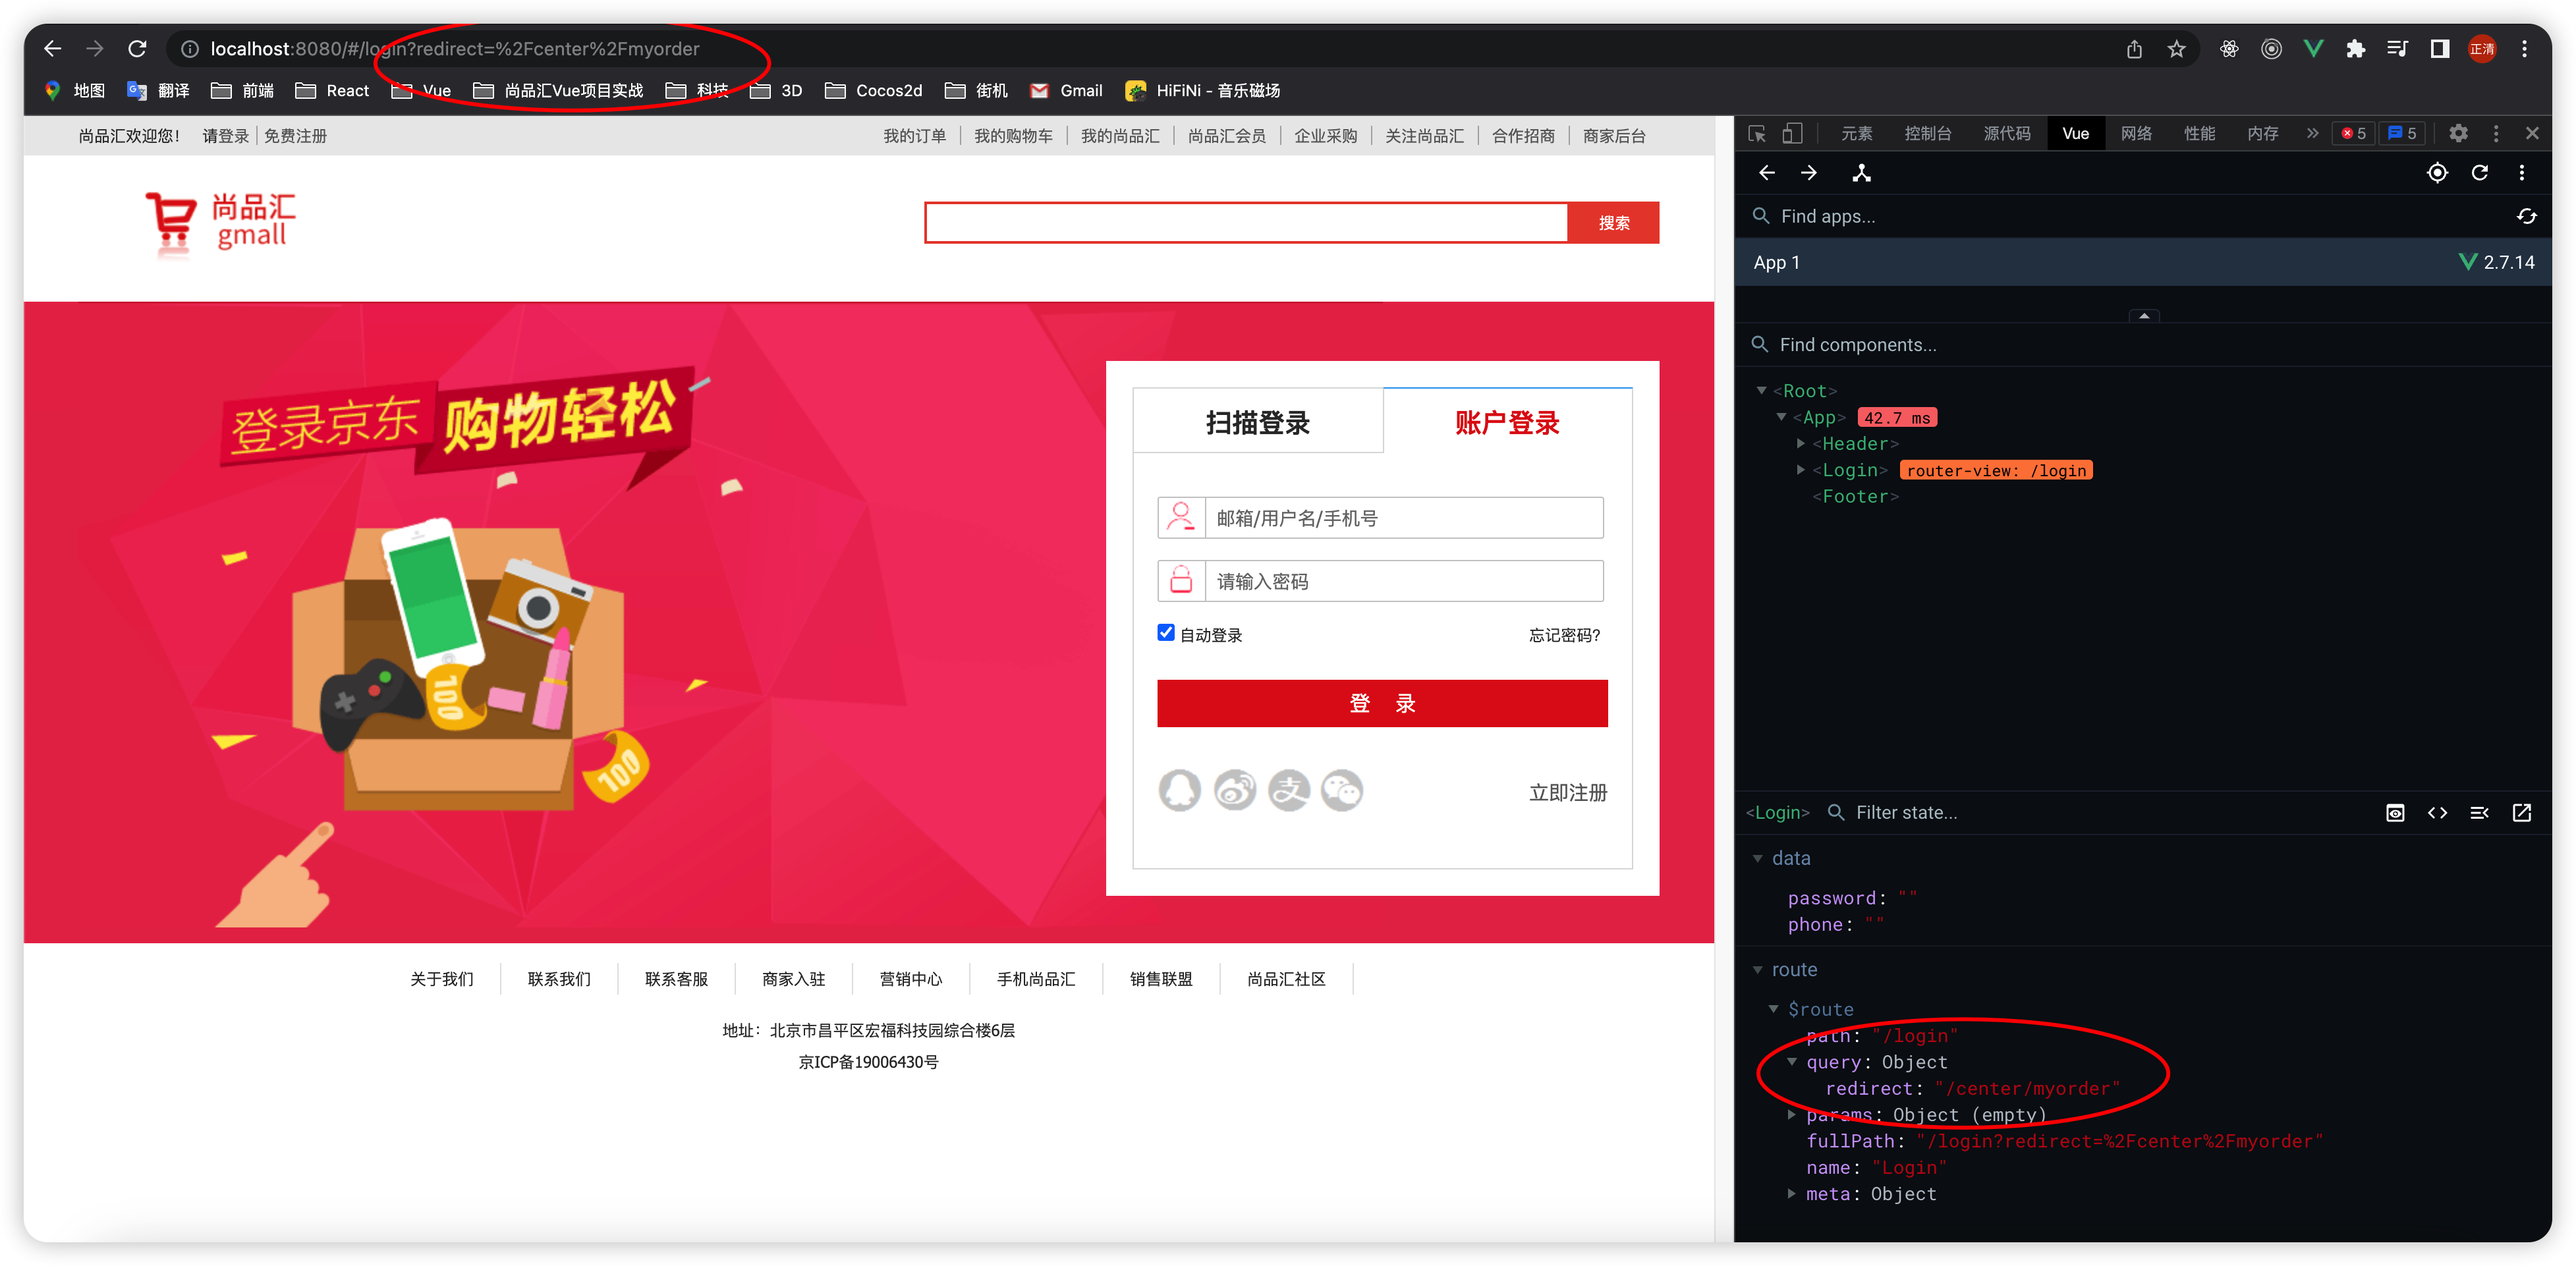 localhost:8080/#/login?redirect=%2Fcenter%2Fmyorder
正清
地图 翻译 前端 React Vue 尚品汇Vue项目实战 科技 3D Cocos2d 街机 Gmail HiFiNi - 音乐磁场
尚品汇欢迎您! 请登录 免费注册
我的订单 我的购物车 我的尚品汇 尚品汇会员 企业采购 关注尚品汇 合作招商 商家后台
尚品汇
gmall
搜索
登录京东 购物轻松
100
100
扫描登录 账户登录
邮箱/用户名/手机号
请输入密码
自动登录 忘记密码?
登 录
支
立即注册
关于我们 联系我们 联系客服 商家入驻 营销中心 手机尚品汇 销售联盟 尚品汇社区
地址：北京市昌平区宏福科技园综合楼6层
京ICP备19006430号
元素 控制台 源代码 Vue 网络 性能 内存 » 5 5
Find apps...
App 1 2.7.14
Find components...
<Root>
<App> 42.7 ms
<Header>
<Login> router-view: /login
<Footer>
<Login> Filter state...
data
password: ""
phone: ""
route
$route
path: "/login"
query: Object
redirect: "/center/myorder"
params: Object (empty)
fullPath: "/login?redirect=%2Fcenter%2Fmyorder"
name: "Login"
meta: Object